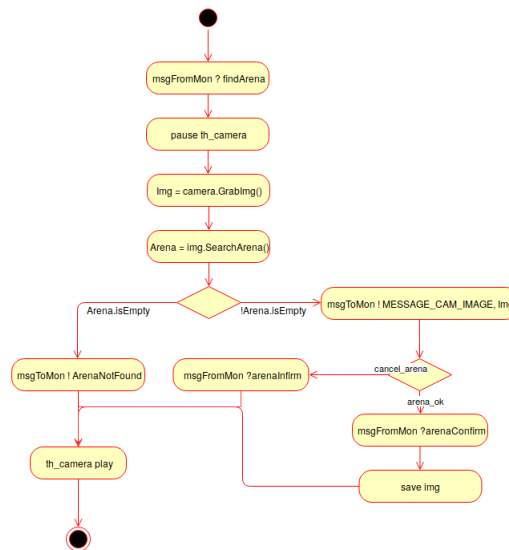 msgFromMon ? findArena
pause th_camera
Img = camera.GrabImg()
Arena = img.SearchArena()
Arena.isEmpty
!Arena.isEmpty
msgToMon ! MESSAGE_CAM_IMAGE, Img
msgToMon ! ArenaNotFound
msgFromMon ?arenaInfirm
cancel_arena
arena_ok
msgFromMon ?arenaConfirm
th_camera play
save img